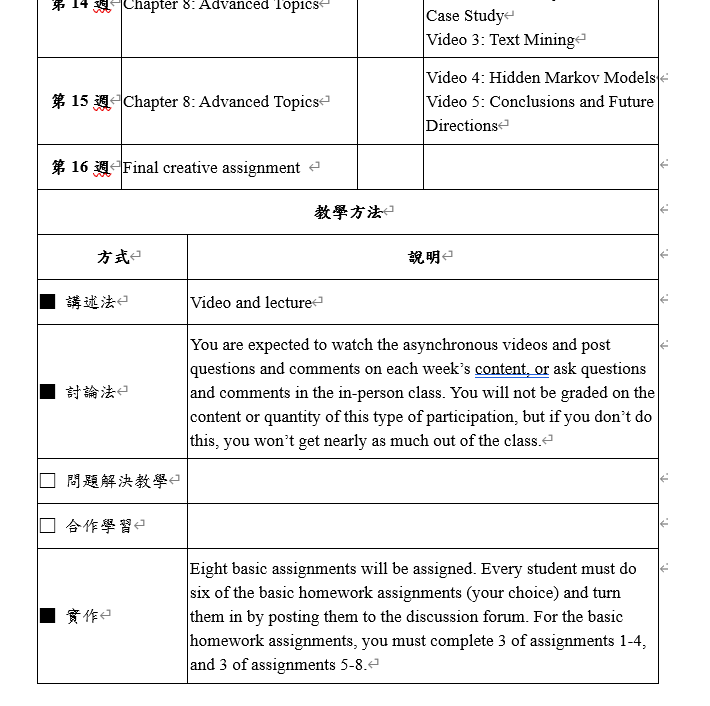 第 14 週 Chapter 8: Advanced Topics
Case Study
Video 3: Text Mining
第 15 週 Chapter 8: Advanced Topics
Video 4: Hidden Markov Models
Video 5: Conclusions and Future
Directions
第 16 週 Final creative assignment
教學方法
方式 說明
■ 講述法 Video and lecture
■ 討論法
You are expected to watch the asynchronous videos and post
questions and comments on each week’s content, or ask questions
and comments in the in-person class. You will not be graded on the
content or quantity of this type of participation, but if you don’t do
this, you won’t get nearly as much out of the class.
□ 問題解決教學
□ 合作學習
■ 實作
Eight basic assignments will be assigned. Every student must do
six of the basic homework assignments (your choice) and turn
them in by posting them to the discussion forum. For the basic
homework assignments, you must complete 3 of assignments 1-4,
and 3 of assignments 5-8.